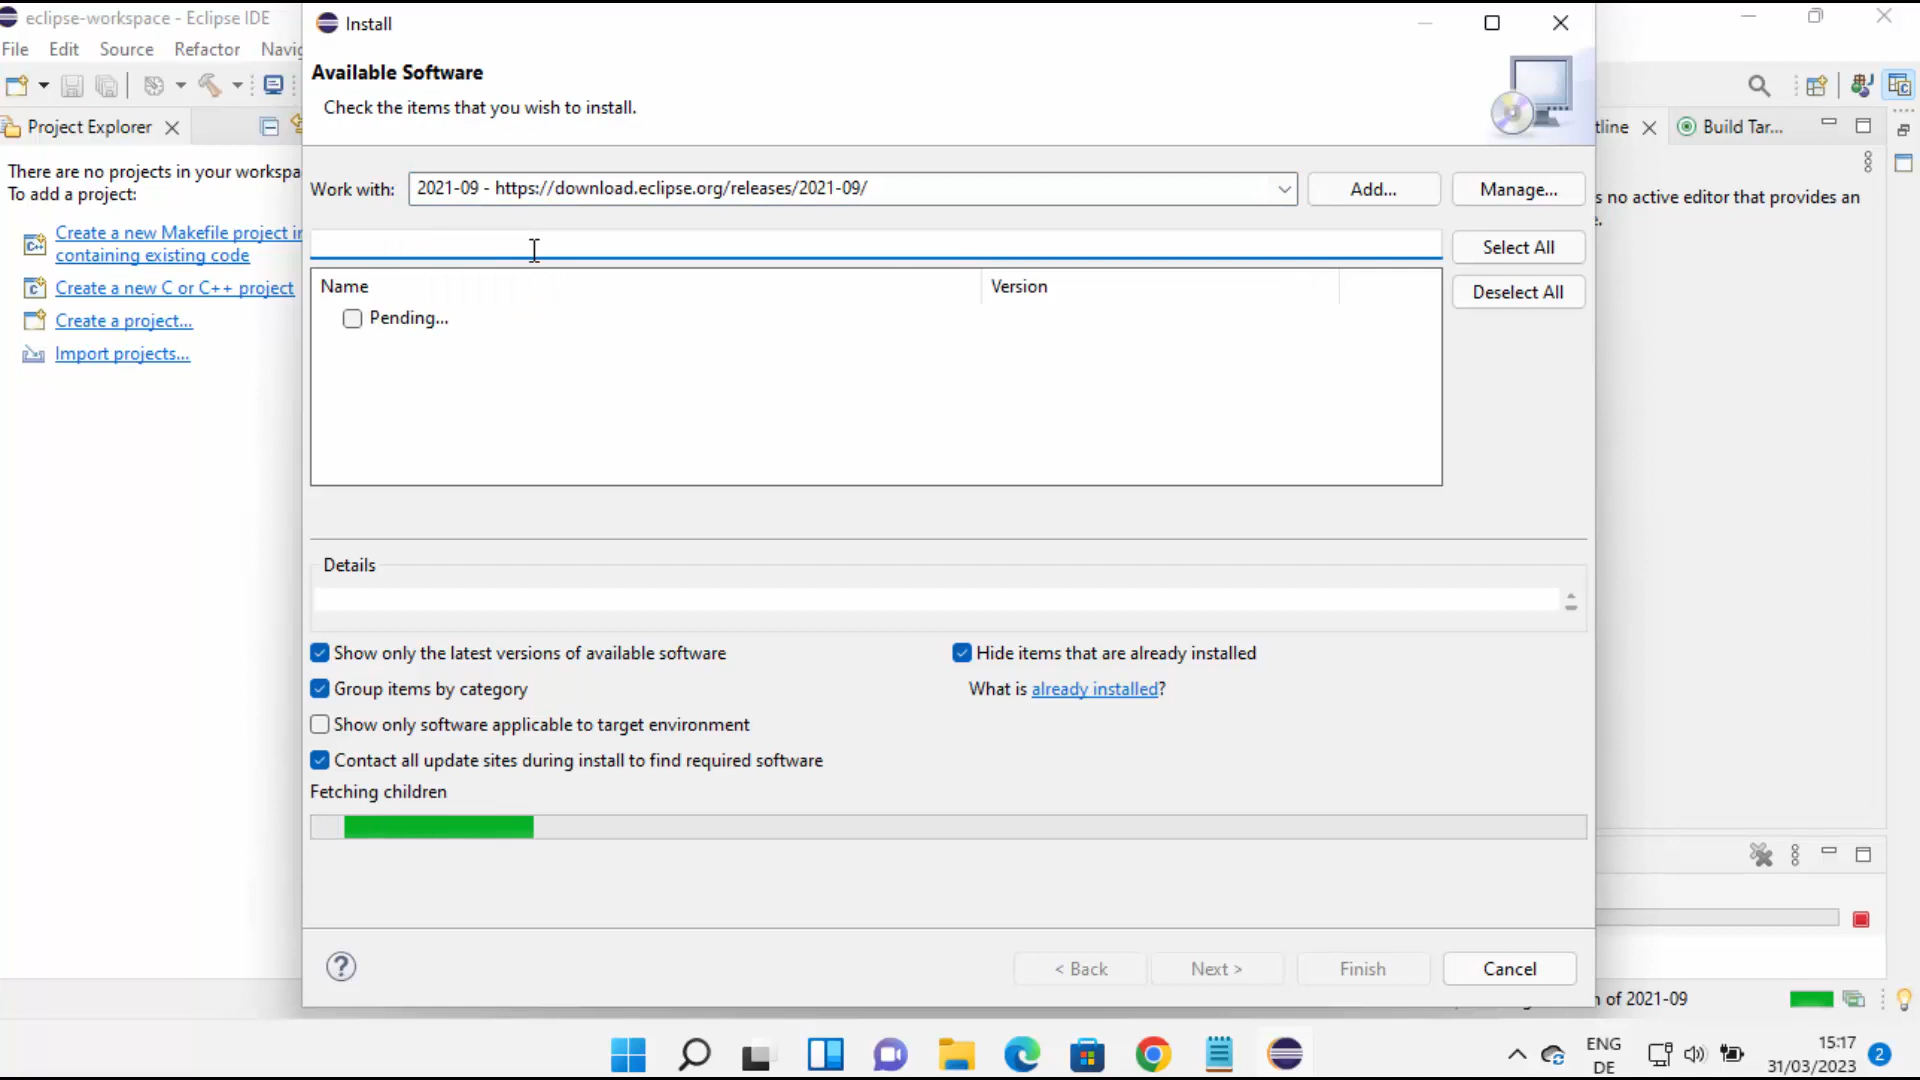 eclipse-workspace - Eclipse IDE
File Edit Source Refactor
Project Explorer
There are no projects in your
To add a project:
Create a new Makefile project
containing existing code
Create a new C or C++ project
Create a project...
Import projects...
Install
Available Software
Check the items that you wish to install.
Work with:
2021-09 - https://download.eclipse.org/releases/2021-09/
Add...
Manage...
Select All
Deselect All
Name
Version
Pending...
Details
Show only the latest versions of available software
Hide items that are already installed
Group items by category
What is already installed?
Show only software applicable to target environment
Contact all update sites during install to find required software
Fetching children
?
< Back
Next >
Finish
Cancel
Build Tar...
no active editor that provides an
of 2021-09
ENG
DE
15:17
31/03/2023
2